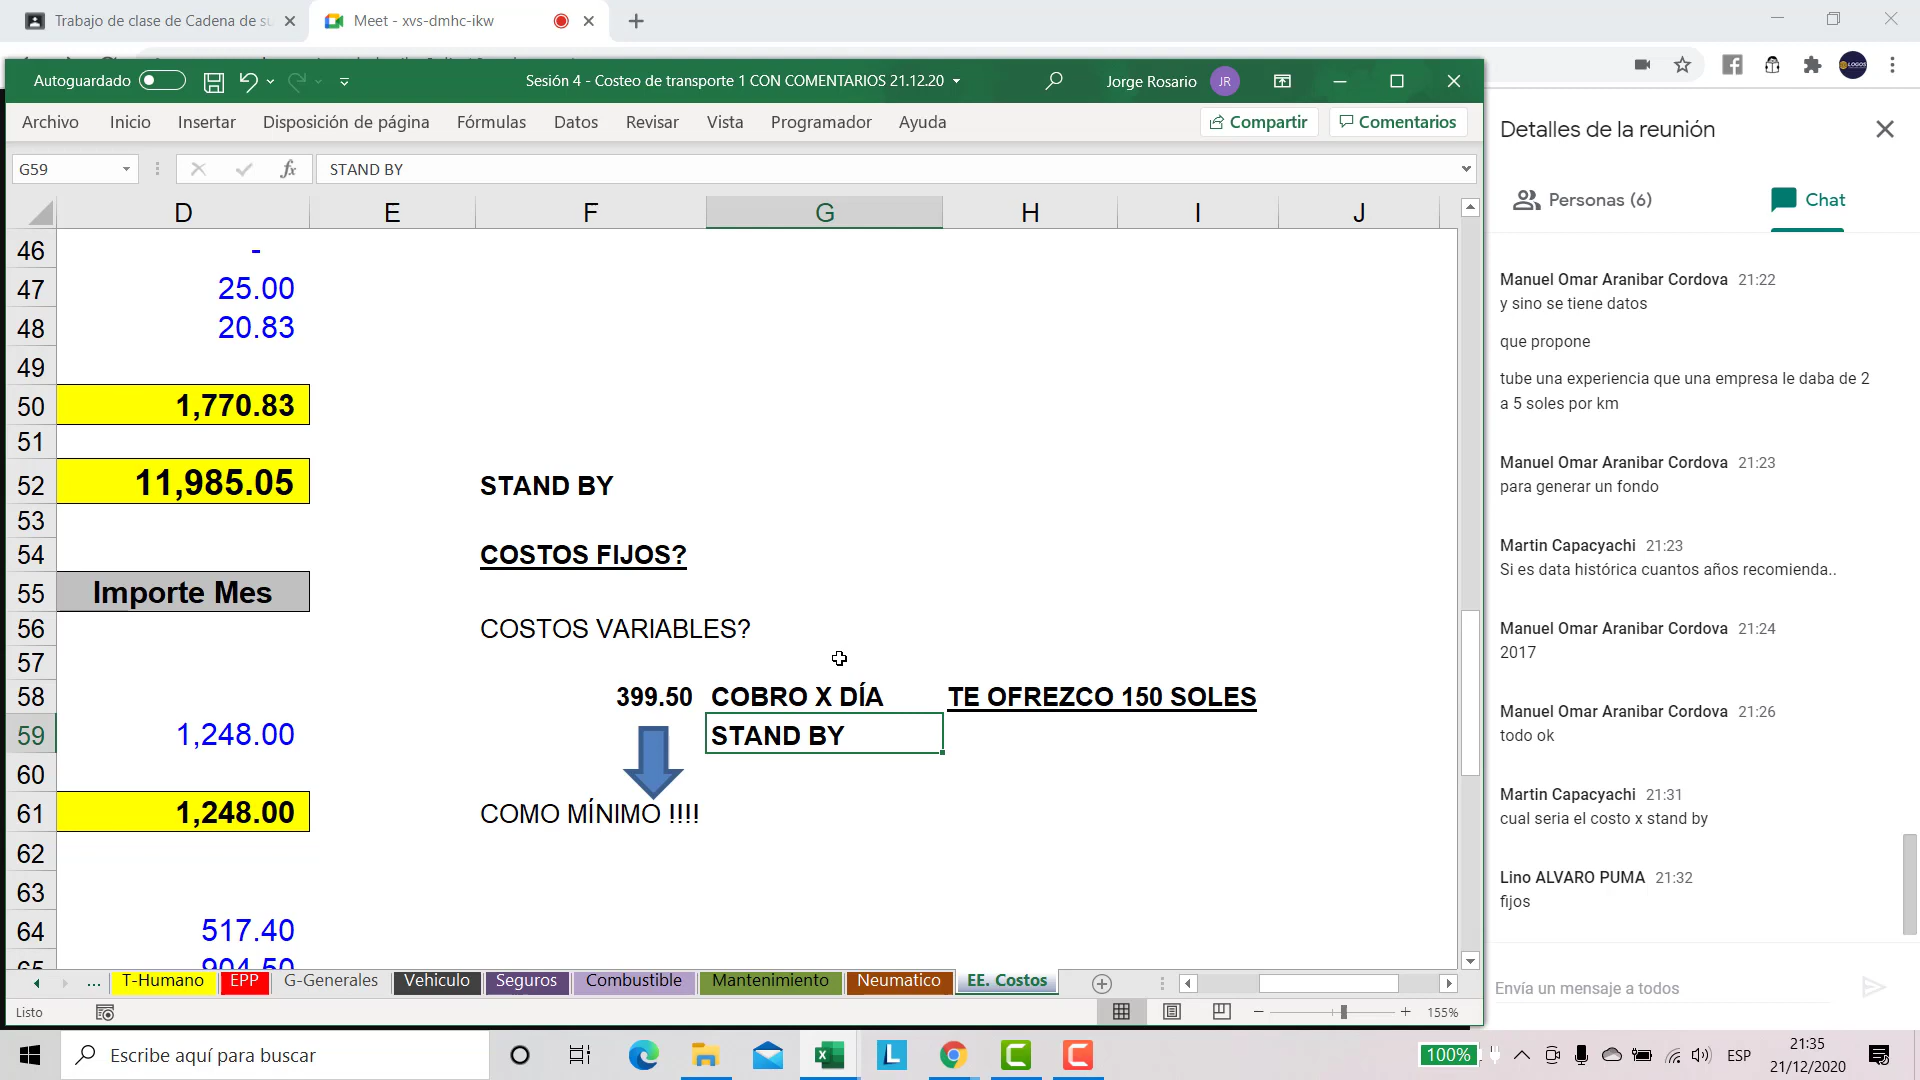 Trabajo de clase de Cadena de su
Meet - xvs-dmhc-ikw
Autoguardado
Sesión 4 - Costeo de transporte 1 CON COMENTARIOS 21.12.20
Jorge Rosario
JR
Archivo
Inicio
Insertar
Disposición de página
Fórmulas
Datos
Revisar
Vista
Programador
Ayuda
Compartir
Comentarios
G59
fx
STAND BY
D
E
F
G
H
I
J
46
-
47
25.00
48
20.83
49
50
1,770.83
51
52
11,985.05
STAND BY
53
54
COSTOS FIJOS?
55
Importe Mes
56
COSTOS VARIABLES?
57
58
399.50
COBRO X DÍA
TE OFREZCO 150 SOLES
59
1,248.00
STAND BY
60
61
1,248.00
COMO MÍNIMO !!!!
62
63
64
517.40
65
904.50
...
T-Humano
EPP
G-Generales
Vehiculo
Seguros
Combustible
Mantenimiento
Neumatico
EE. Costos
Listo
155%
Detalles de la reunión
Personas (6)
Chat
Manuel Omar Aranibar Cordova 21:22
y sino se tiene datos
que propone
tube una experiencia que una empresa le daba de 2
a 5 soles por km
Manuel Omar Aranibar Cordova 21:23
para generar un fondo
Martin Capacyachi 21:23
Si es data histórica cuantos años recomienda..
Manuel Omar Aranibar Cordova 21:24
2017
Manuel Omar Aranibar Cordova 21:26
todo ok
Martin Capacyachi 21:31
cual seria el costo x stand by
Lino ALVARO PUMA 21:32
fijos
Envía un mensaje a todos
Escribe aquí para buscar
100%
ESP
21:35
21/12/2020